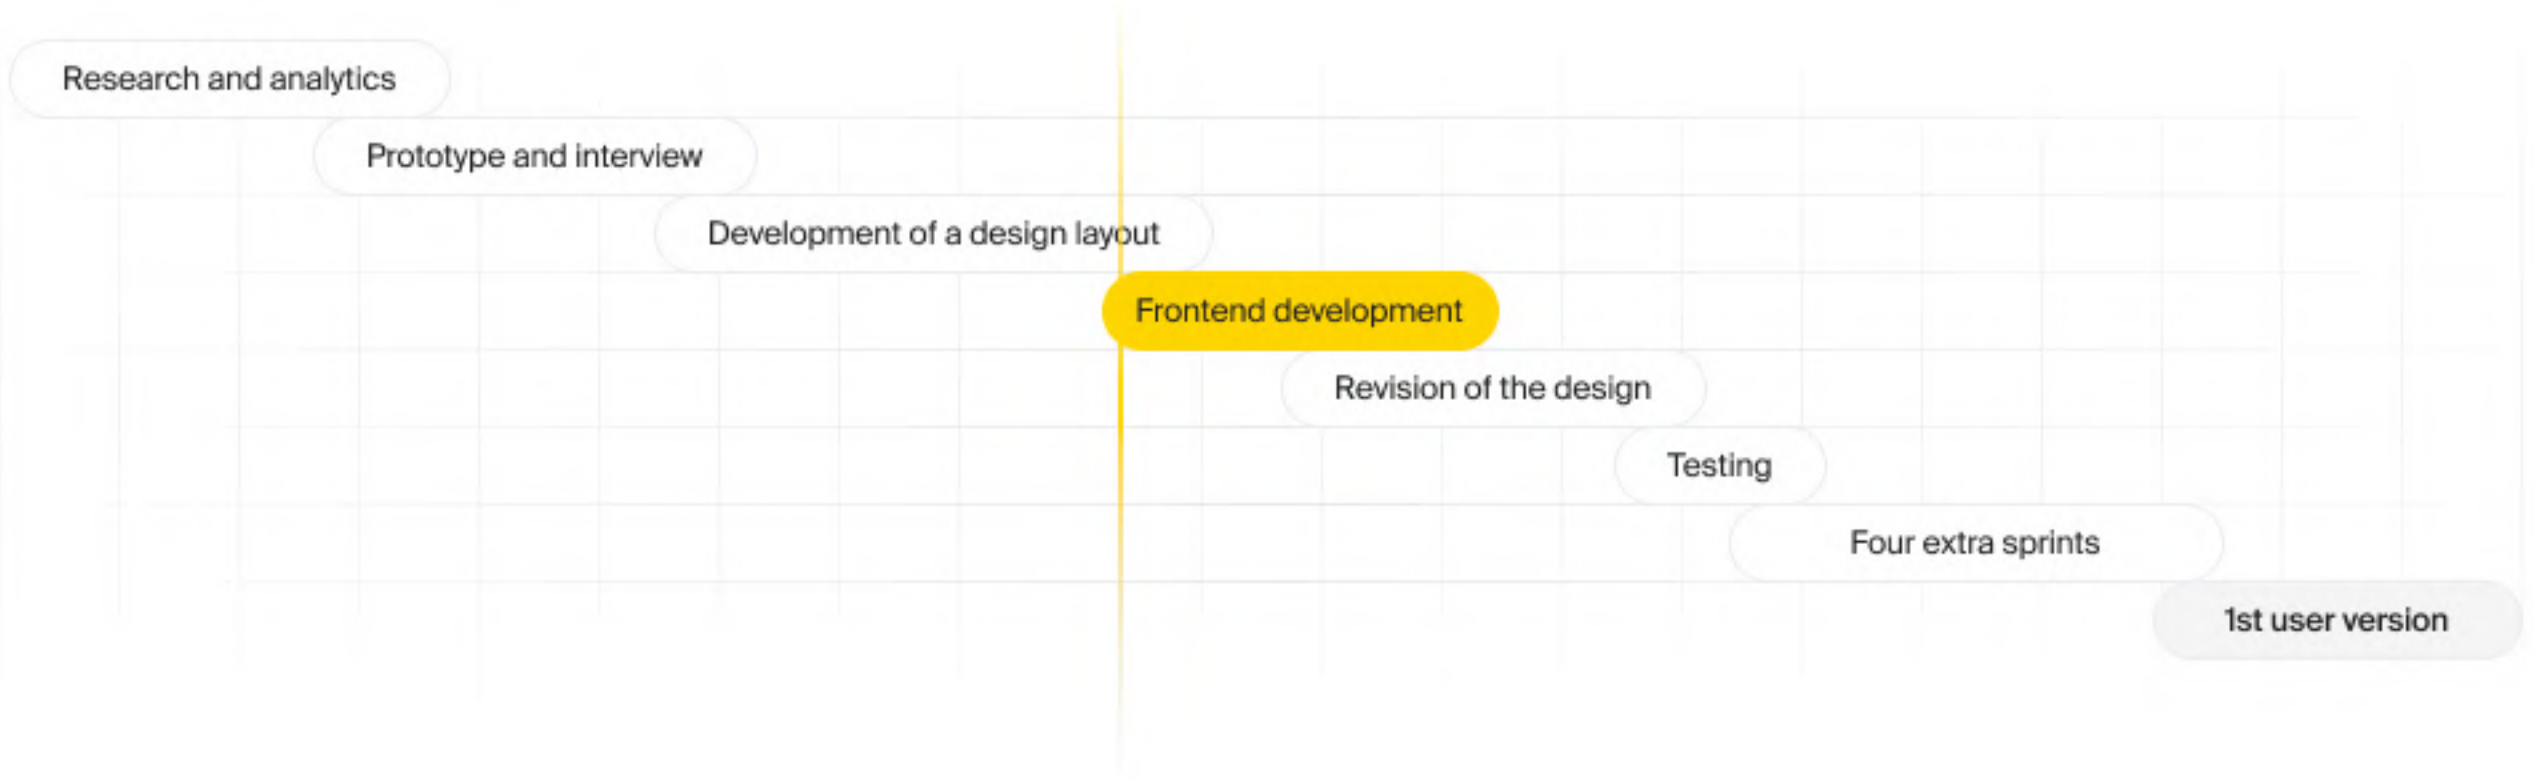 Research and analytics
Prototype and interview
Development of a design layout
Frontend development
Revision of the design
Testing
Four extra sprints
1st user version